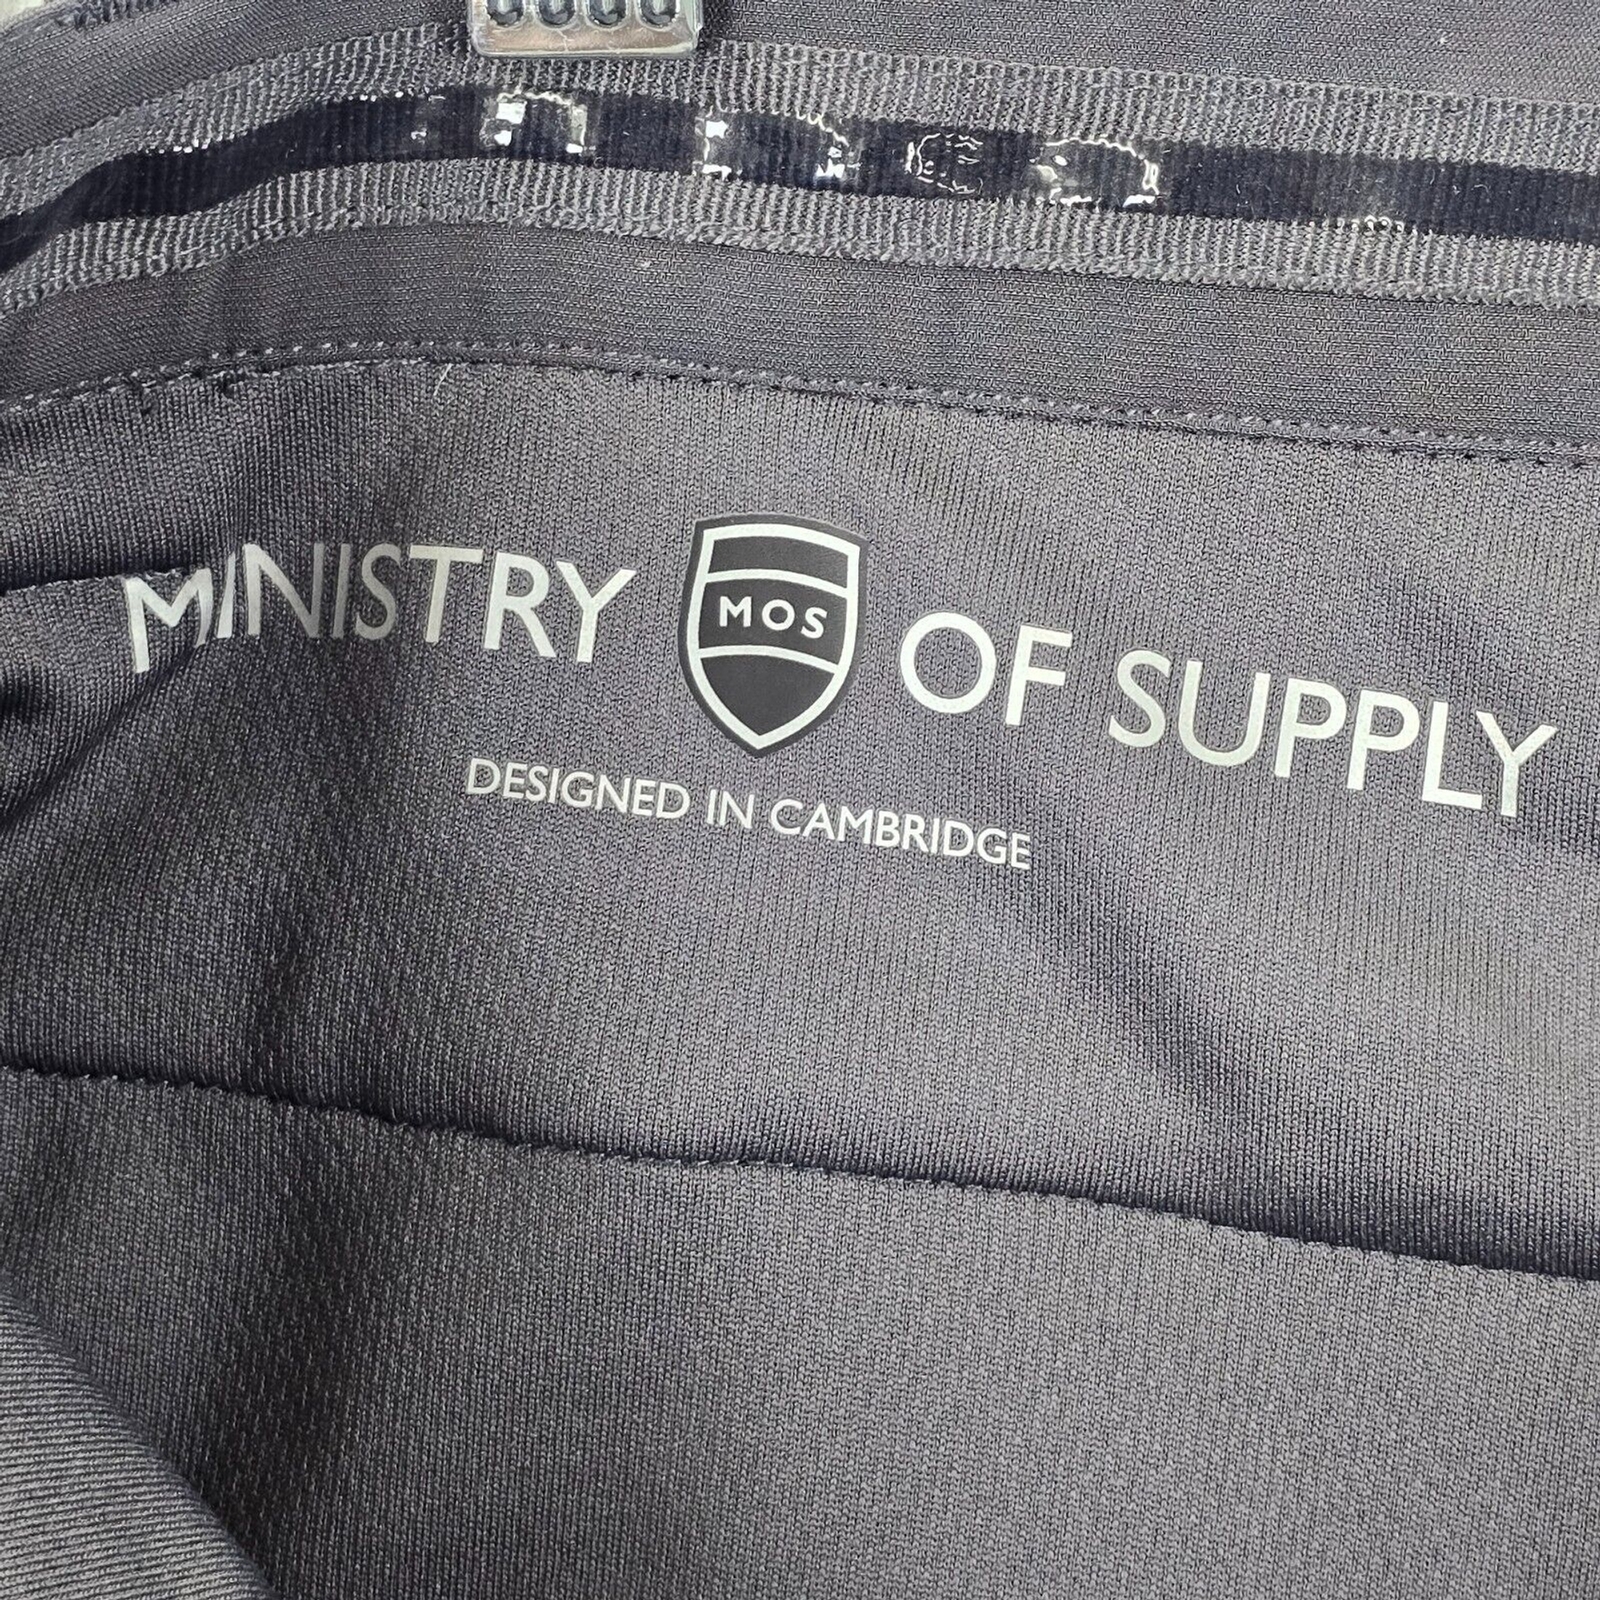 MINISTRY MOS OF SUPPLY
DESIGNED IN CAMBRIDGE